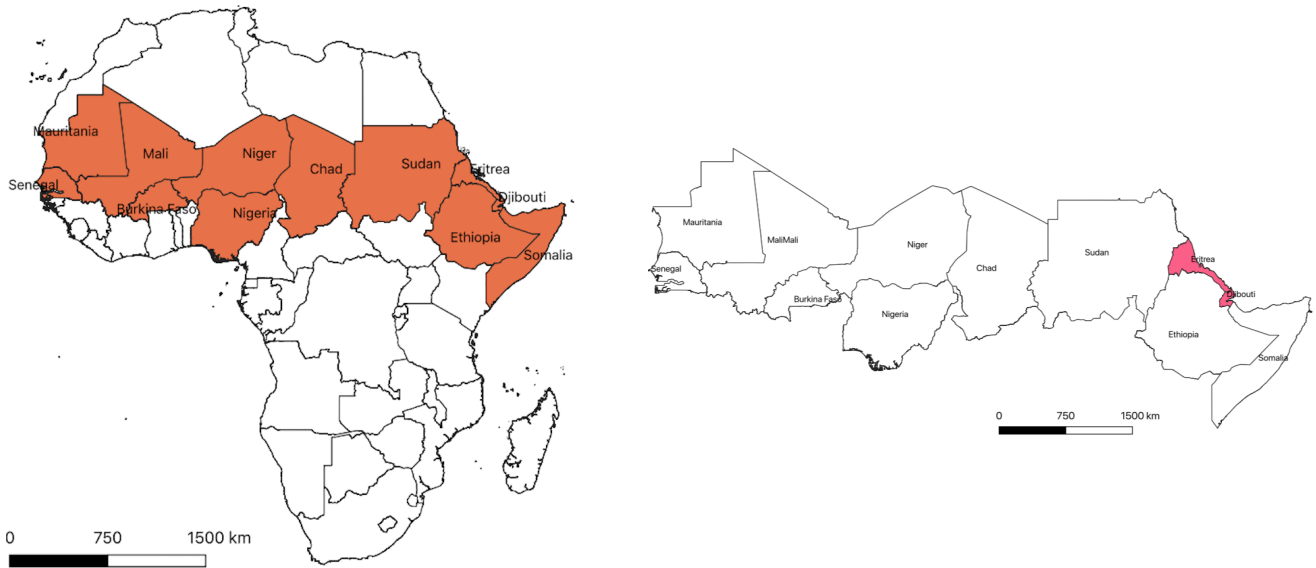 Mauritania
Mali
Niger
Chad
Sudan
Eritrea
Senegal
Burkina Faso
Nigeria
Djibouti
Ethiopia
Somalia
0 750 1500 km
Mauritania
MaliMali
Niger
Sudan
Eritrea
Senegal
Chad
Burkina Faso
Djibouti
Nigeria
Ethiopia
Somalia
0 750 1500 km